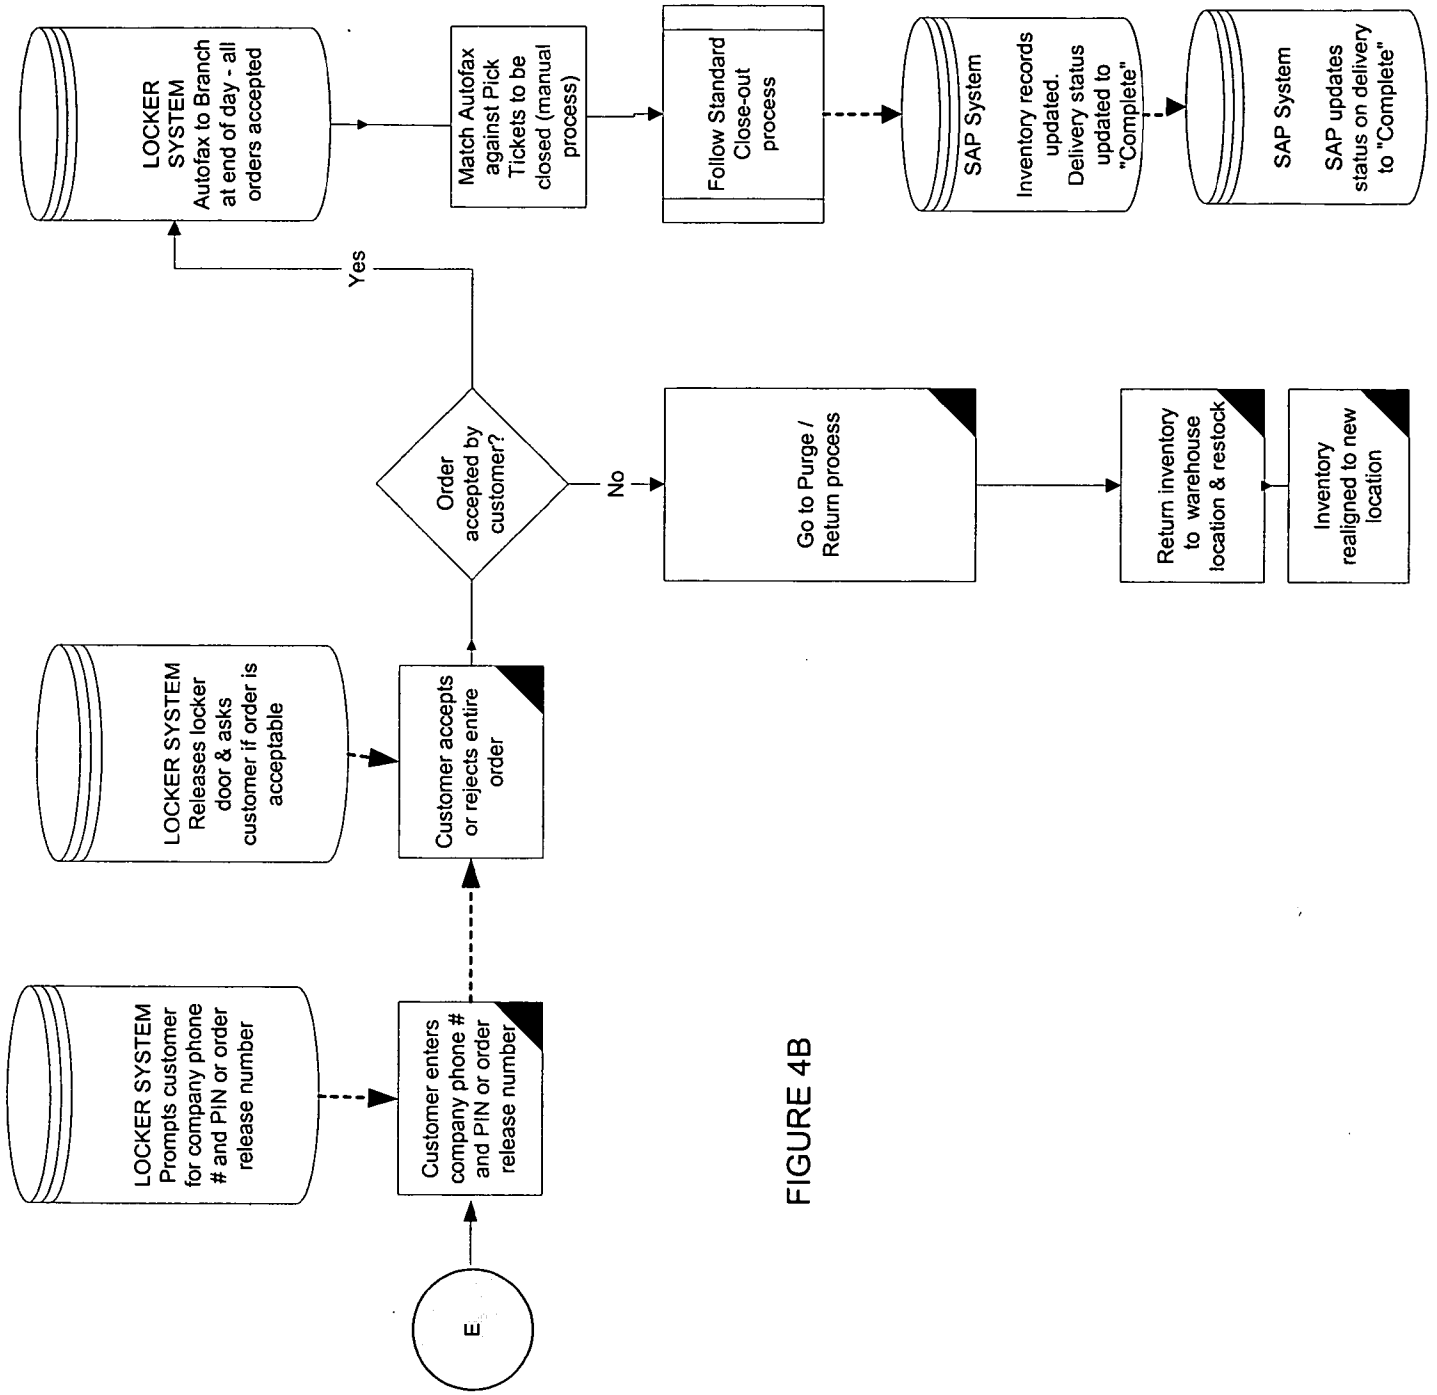 E
LOCKER SYSTEM
Prompts customer
for company phone
# and PIN or order
release number
Customer enters
company phone #
and PIN or order
release number
LOCKER SYSTEM
Releases locker
door & asks
customer if order is
acceptable
Customer accepts
or rejects entire
order
Order
accepted by
customer?
Yes
No
LOCKER
SYSTEM
Autofax to Branch
at end of day - all
orders accepted
Match Autofax
against Pick
Tickets to be
closed (manual
process)
Follow Standard
Close-out
process
SAP System
Inventory records
updated.
Delivery status
updated to
"Complete"
SAP System
SAP updates
status on delivery
to "Complete"
Go to Purge /
Return process
Return inventory
to warehouse
location & restock
Inventory
realigned to new
location
FIGURE 4B